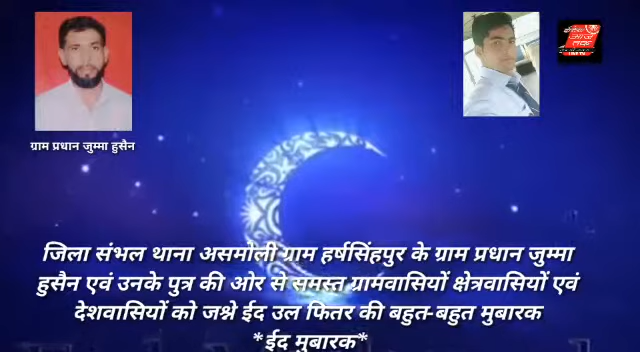 ग्राम प्रधान जुम्मा हुसैन
जिला संभल थाना असमोली ग्राम हर्षसिंहपुर के ग्राम प्रधान जुम्मा
हुसैन एवं उनके पुत्र की ओर से समस्त ग्रामवासियों क्षेत्रवासियों एवं
देशवासियों को जश्ने ईद उल फितर की बहुत-बहुत मुबारक
*ईद मुबारक*